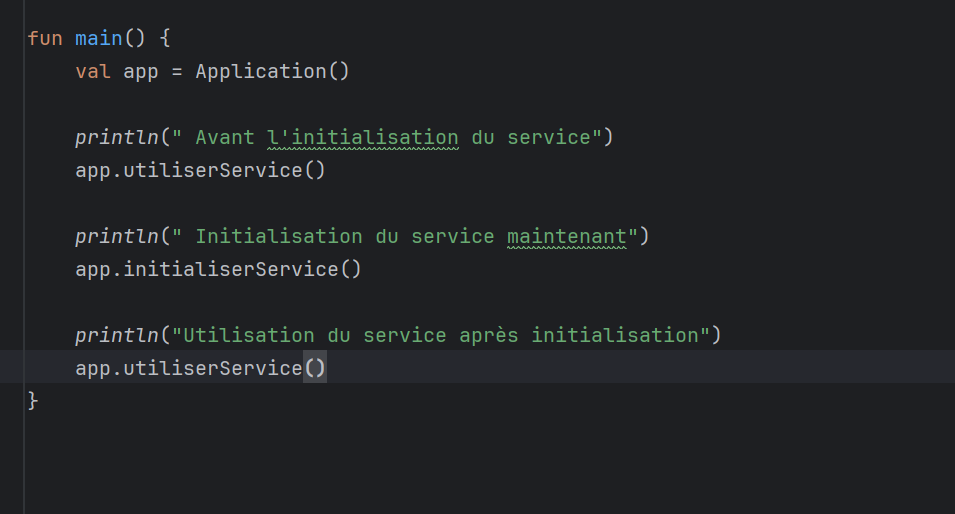 fun main() {
    val app = Application()
    println(" Avant l'initialisation du service")
    app.utiliserService()
    println(" Initialisation du service maintenant")
    app.initialiserService()
    println("Utilisation du service après initialisation")
    app.utiliserService()
}